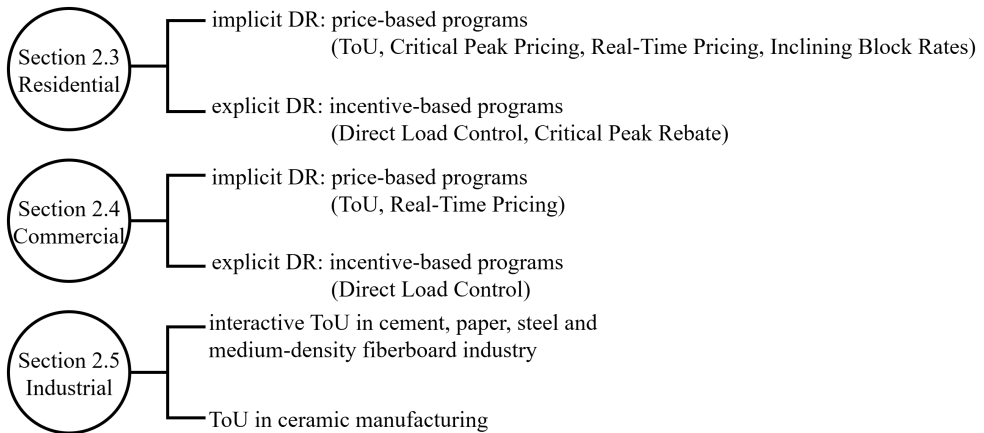 Section 2.3
Residential
implicit DR: price-based programs
(ToU, Critical Peak Pricing, Real-Time Pricing, Inclining Block Rates)
explicit DR: incentive-based programs
(Direct Load Control, Critical Peak Rebate)
Section 2.4
Commercial
implicit DR: price-based programs
(ToU, Real-Time Pricing)
explicit DR: incentive-based programs
(Direct Load Control)
Section 2.5
Industrial
interactive ToU in cement, paper, steel and
medium-density fiberboard industry
ToU in ceramic manufacturing